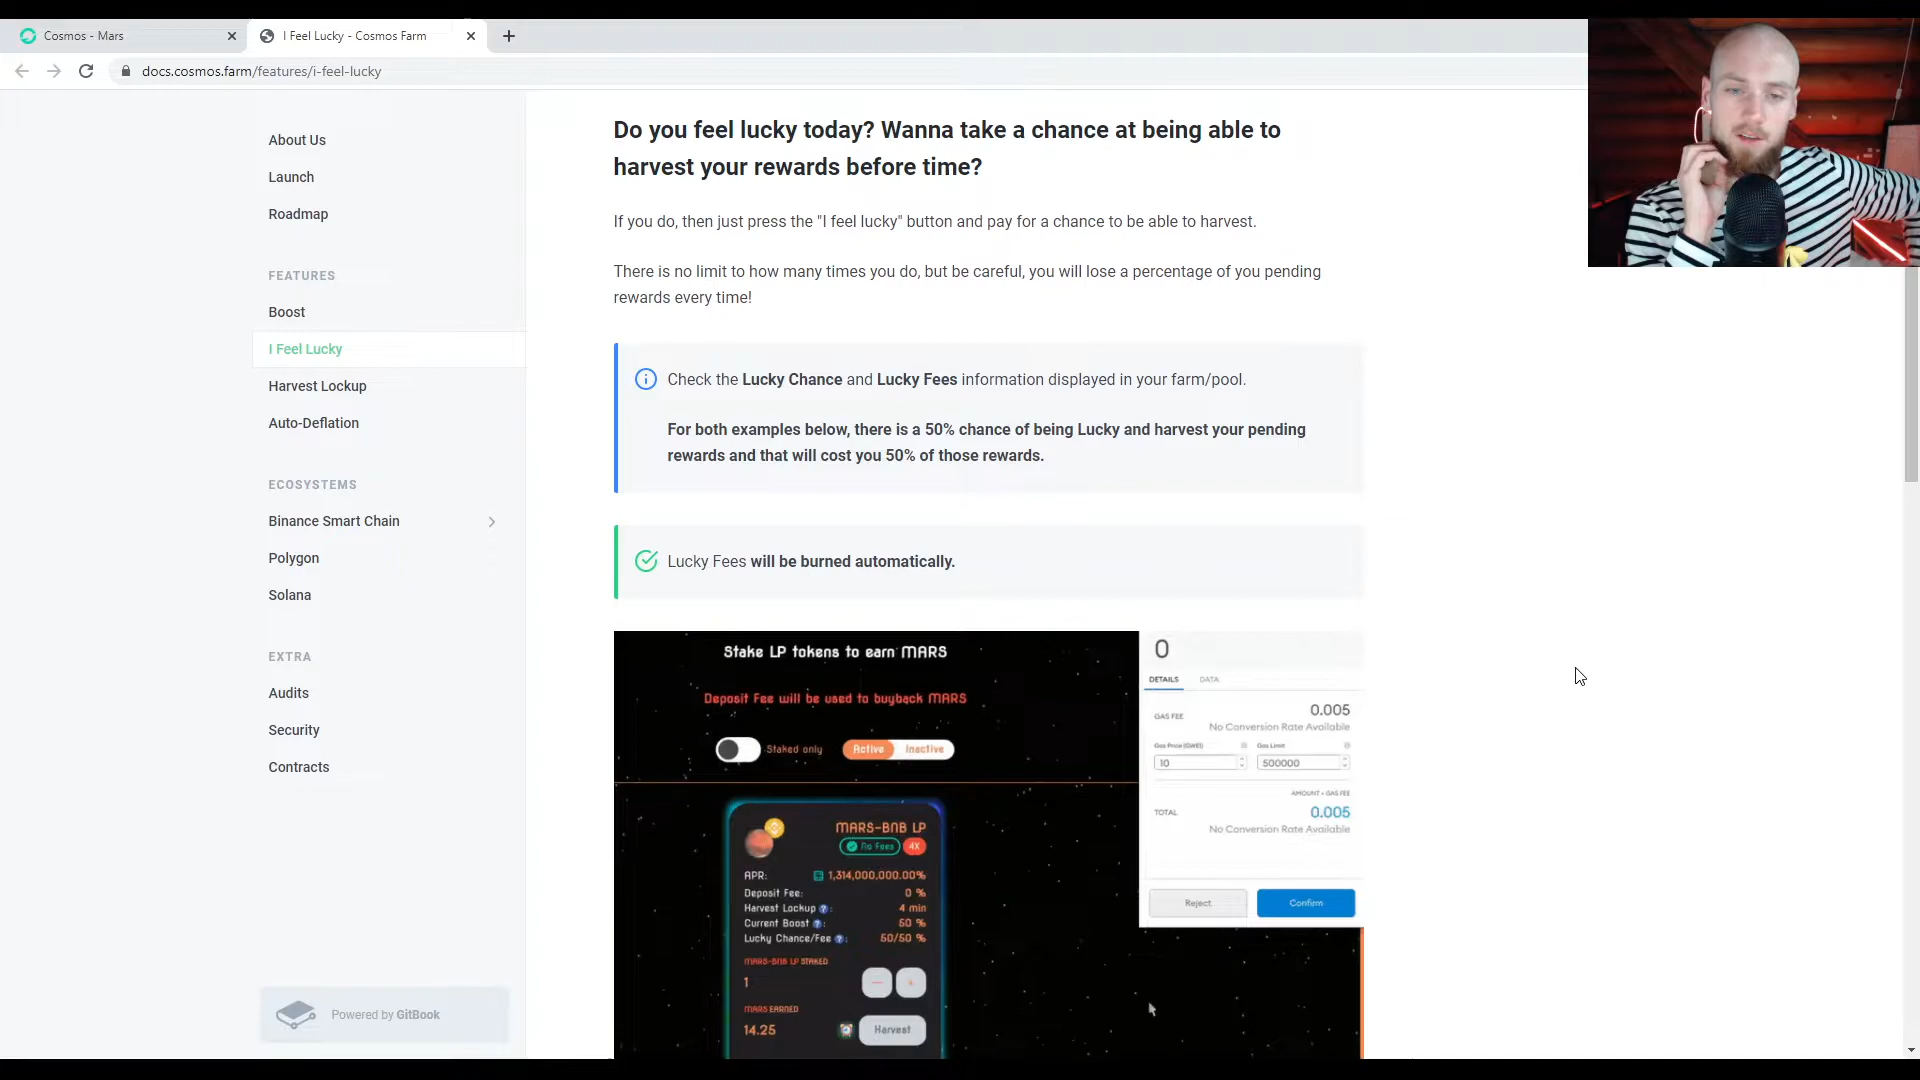 Cosmos - Mars
I Feel Lucky - Cosmos Farm
docs.cosmos.farm/features/i-feel-lucky
About Us
Launch
Roadmap
FEATURES
Boost
I Feel Lucky
Harvest Lockup
Auto-Deflation
ECOSYSTEMS
Binance Smart Chain
Polygon
Solana
EXTRA
Audits
Security
Contracts
Powered by GitBook
Do you feel lucky today? Wanna take a chance at being able to
harvest your rewards before time?
If you do, then just press the "I feel lucky" button and pay for a chance to be able to harvest.
There is no limit to how many times you do, but be careful, you will lose a percentage of you pending
rewards every time!
Check the Lucky Chance and Lucky Fees information displayed in your farm/pool.
For both examples below, there is a 50% chance of being Lucky and harvest your pending
rewards and that will cost you 50% of those rewards.
Lucky Fees will be burned automatically.
Stake LP tokens to earn MARS
Deposit Fee will be used to buyback MARS
Staked only
Active Inactive
MARS-BNB LP
No Fees 4X
APR: 1,314,000,000.00%
Deposit Fee: 0 %
Harvest Lockup ?: 4 min
Current Boost ?: 50 %
Lucky Chance/Fee ?: 50/50 %
MARS-BNB LP STAKED
1
MARS EARNED
14.25
Harvest
0
DETAILS DATA
GAS FEE 0.005
No Conversion Rate Available
Gas Price (GWEI) Gas Limit
10 500000
AMOUNT + GAS FEE
TOTAL 0.005
No Conversion Rate Available
Reject Confirm